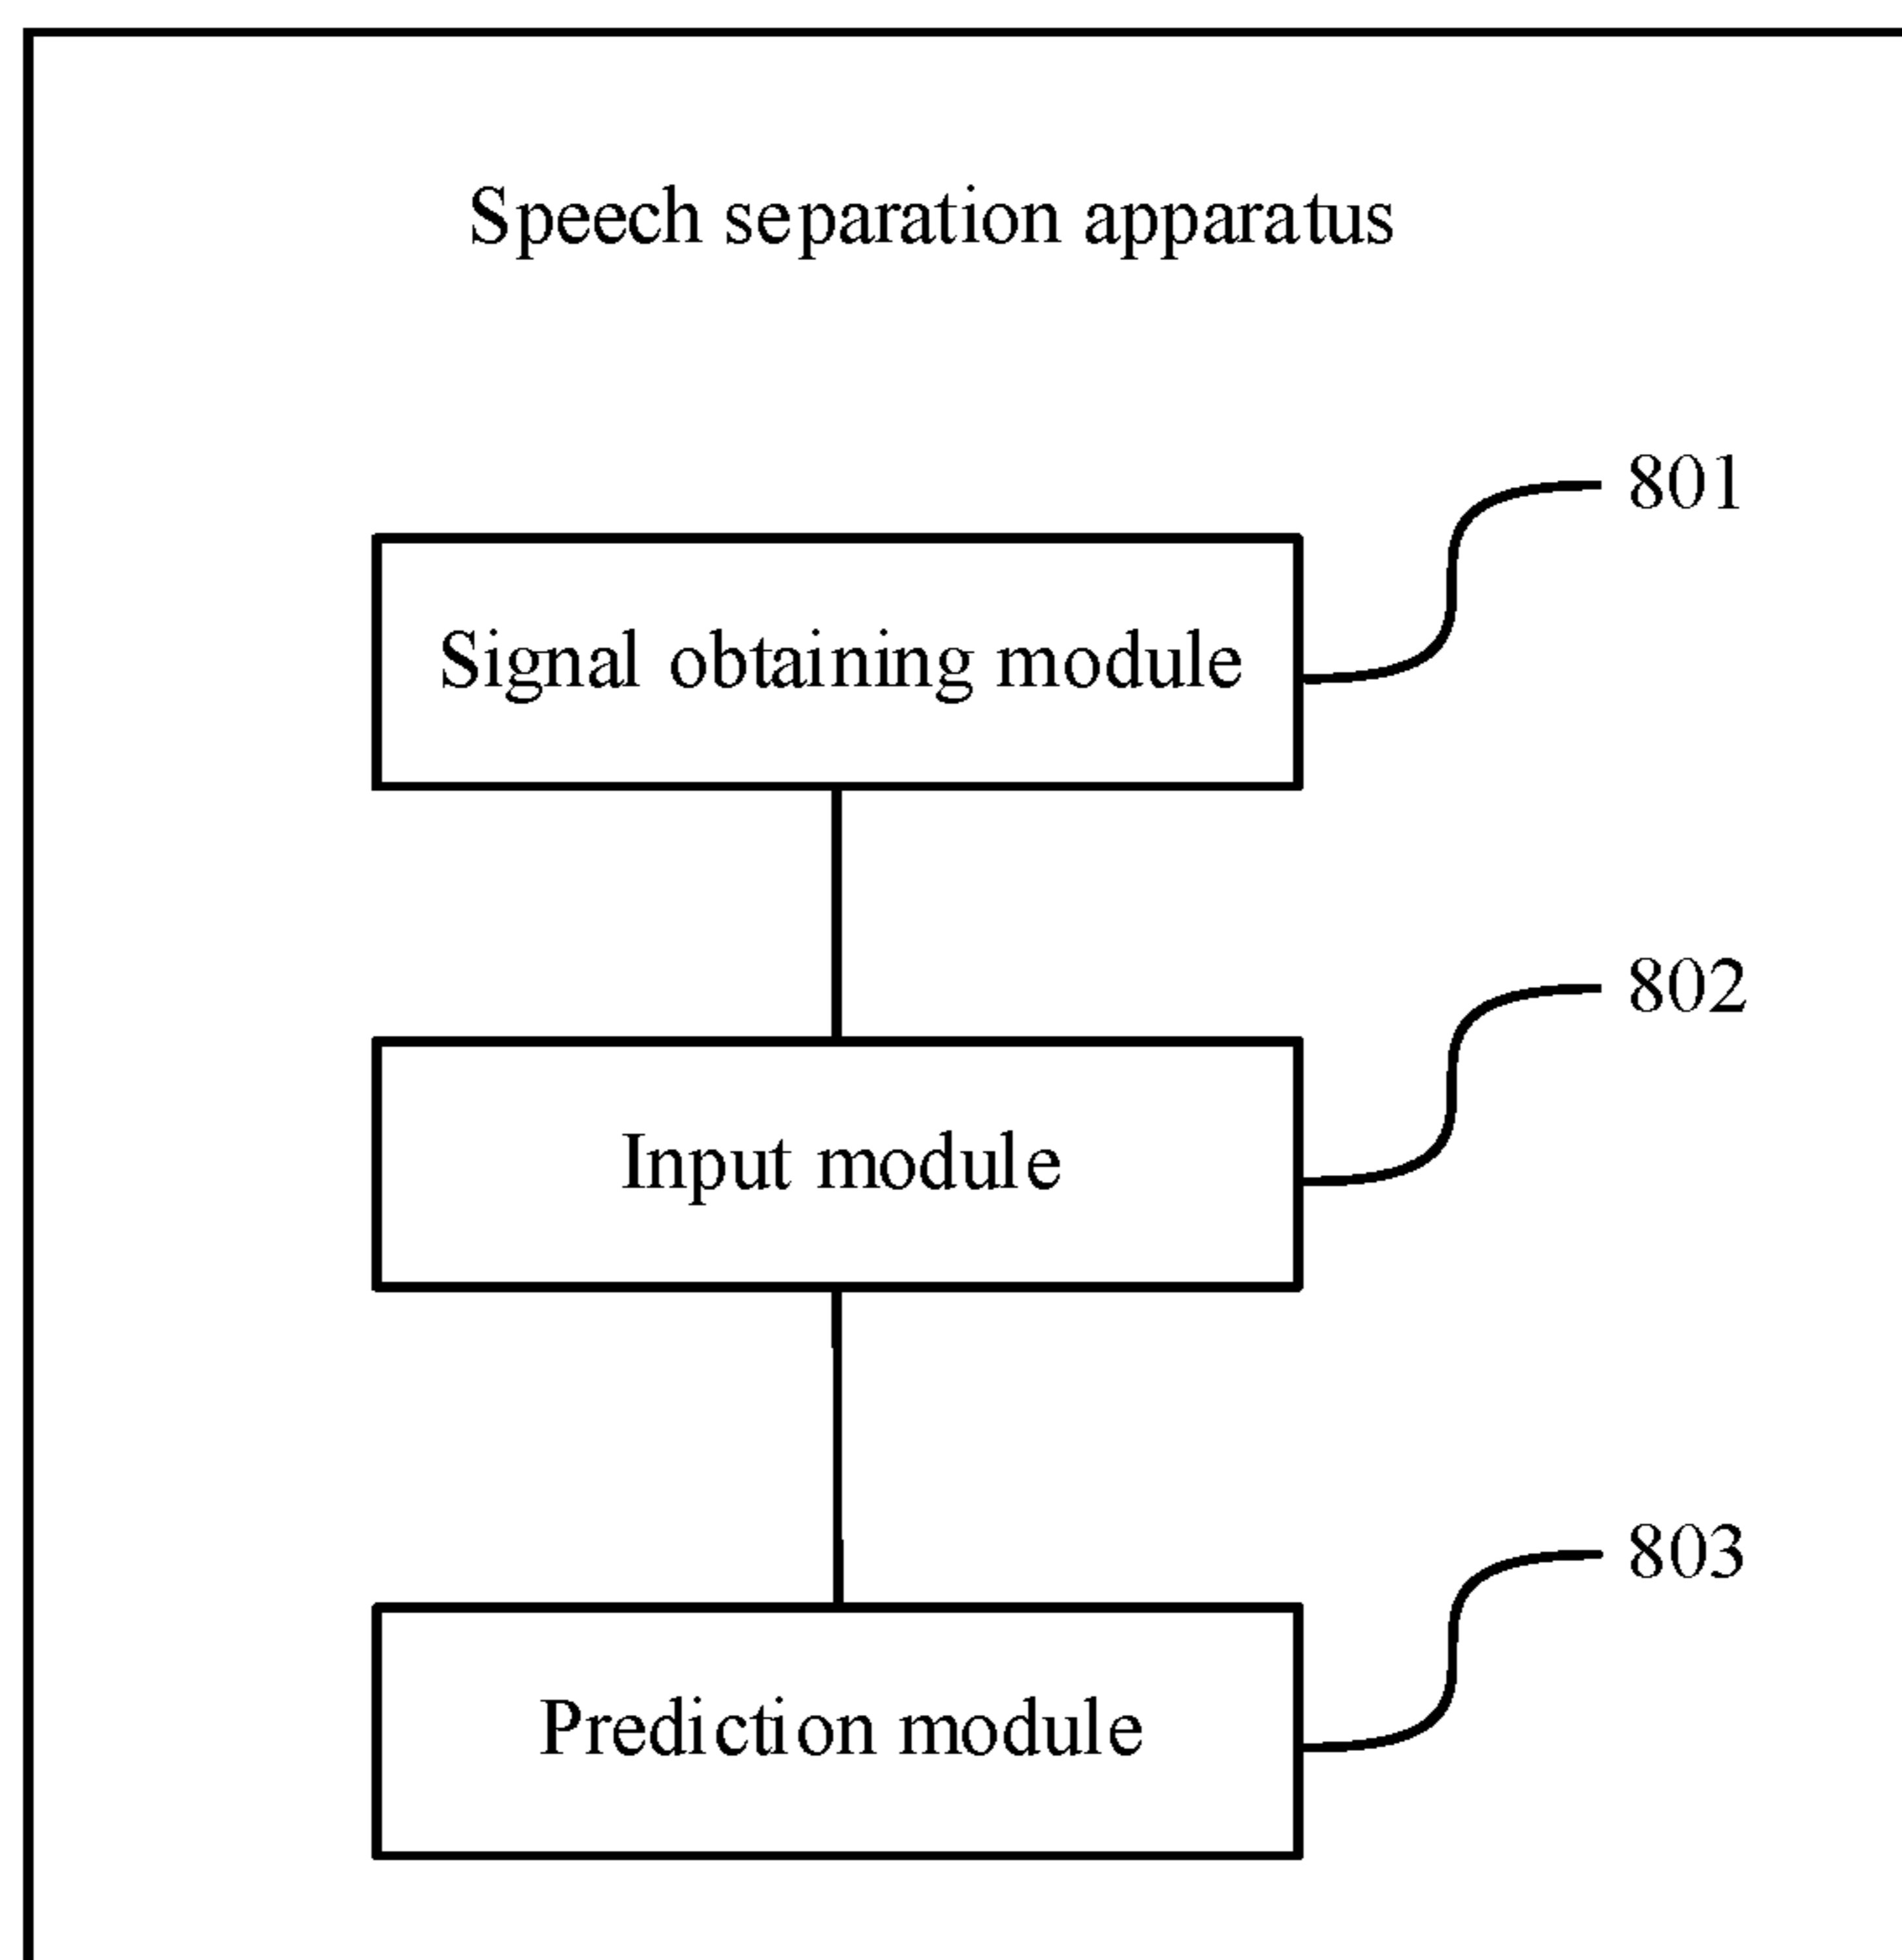 Speech separation apparatus
801
Signal obtaining module
802
Input module
803
Prediction module